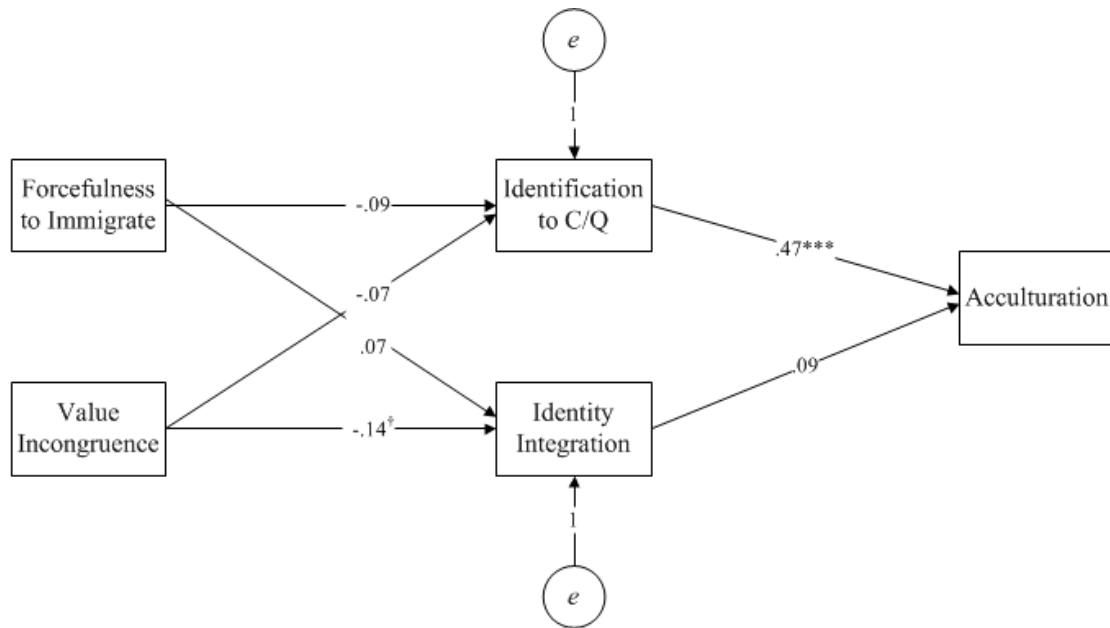 e
1
Forcefulness
to Immigrate
-.09
Identification
to C/Q
.47***
-.07
Acculturation
.07
.09
Value
Incongruence
-.14†
Identity
Integration
1
e